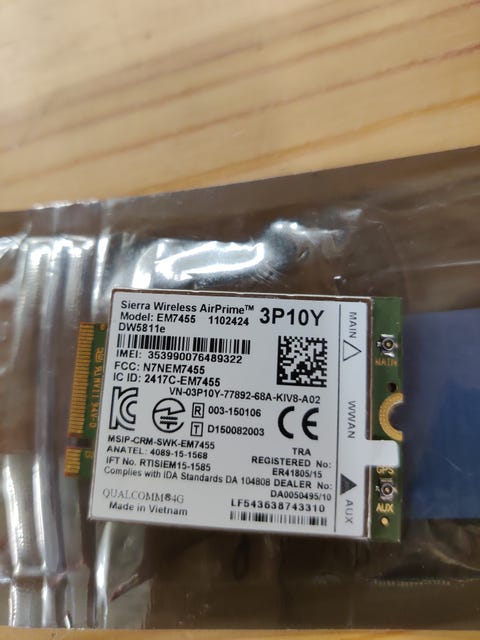 Sierra Wireless AirPrime™
Model: EM7455 1102424 3P10Y
DW5811e
IMEI: 353990076489322
FCC: N7NEM7455
IC ID: 2417C-EM7455
VN-03P10Y-77892-68A-KIV8-A02
R 003-150106
T D150082003
CE
MSIP-CRM-SWK-EM7455
ANATEL: 4089-15-1568
IFT No. RTISIEM15-1585
TRA
REGISTERED No:
ER41805/15
Complies with IDA Standards DA 104808 DEALER No:
DA0050495/10
QUALCOMM®4G
Made in Vietnam
LF543638743310
MAIN
WWAN
AUX
MAIN
GPS
AUX
94V-0